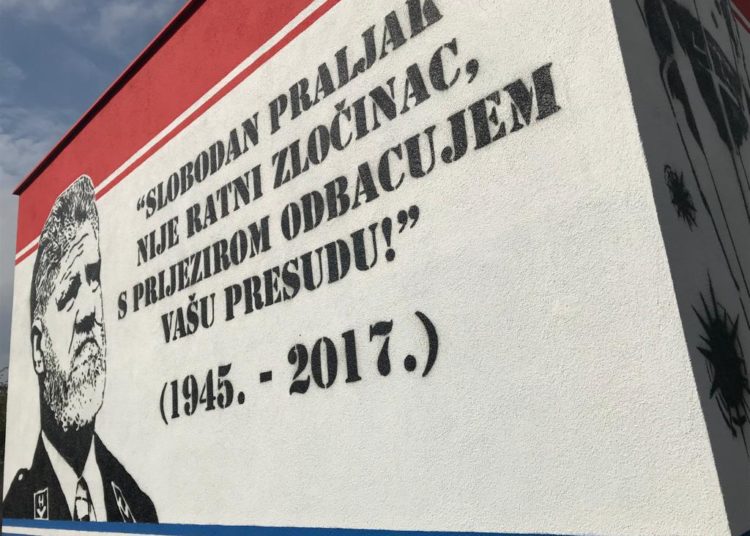 “SLOBODAN PRALJAK
NIJE RATNI ZLOČINAC,
S PRIJEZIROM ODBACUJEM
VAŠU PRESUDU!”
(1945. - 2017.)